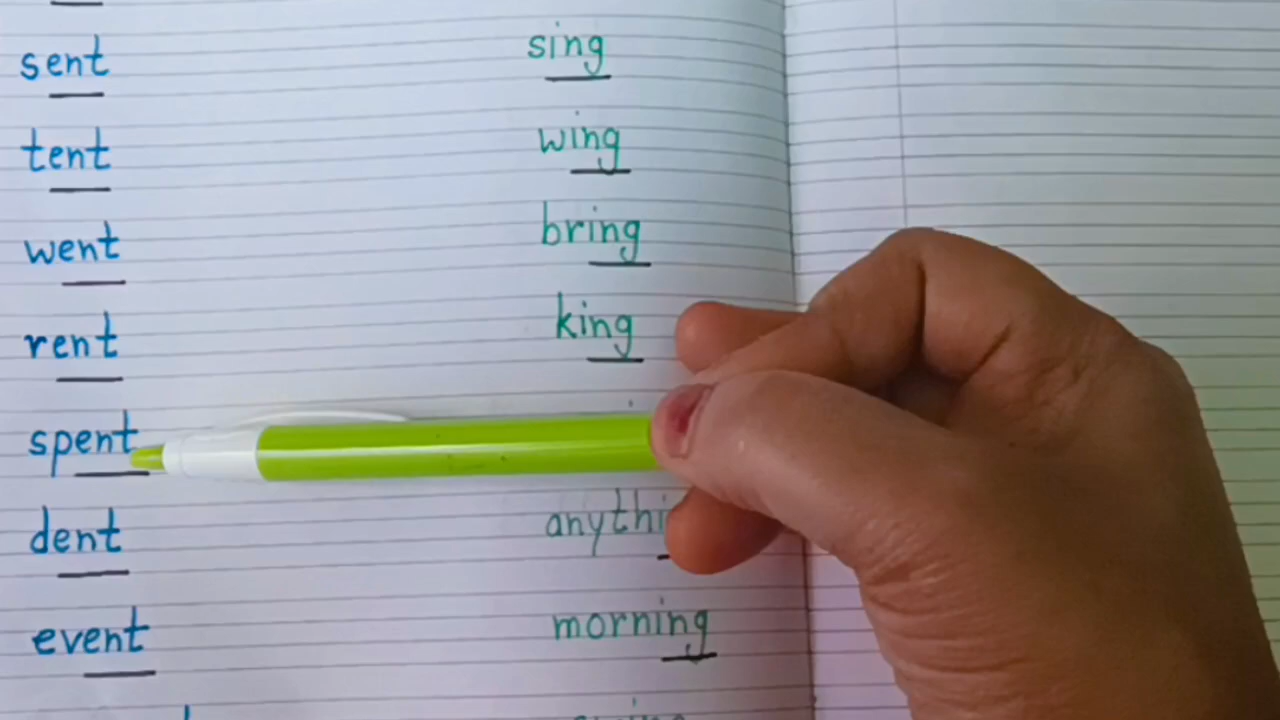 sent
tent
went
rent
spent
dent
event
sing
wing
bring
king
morning